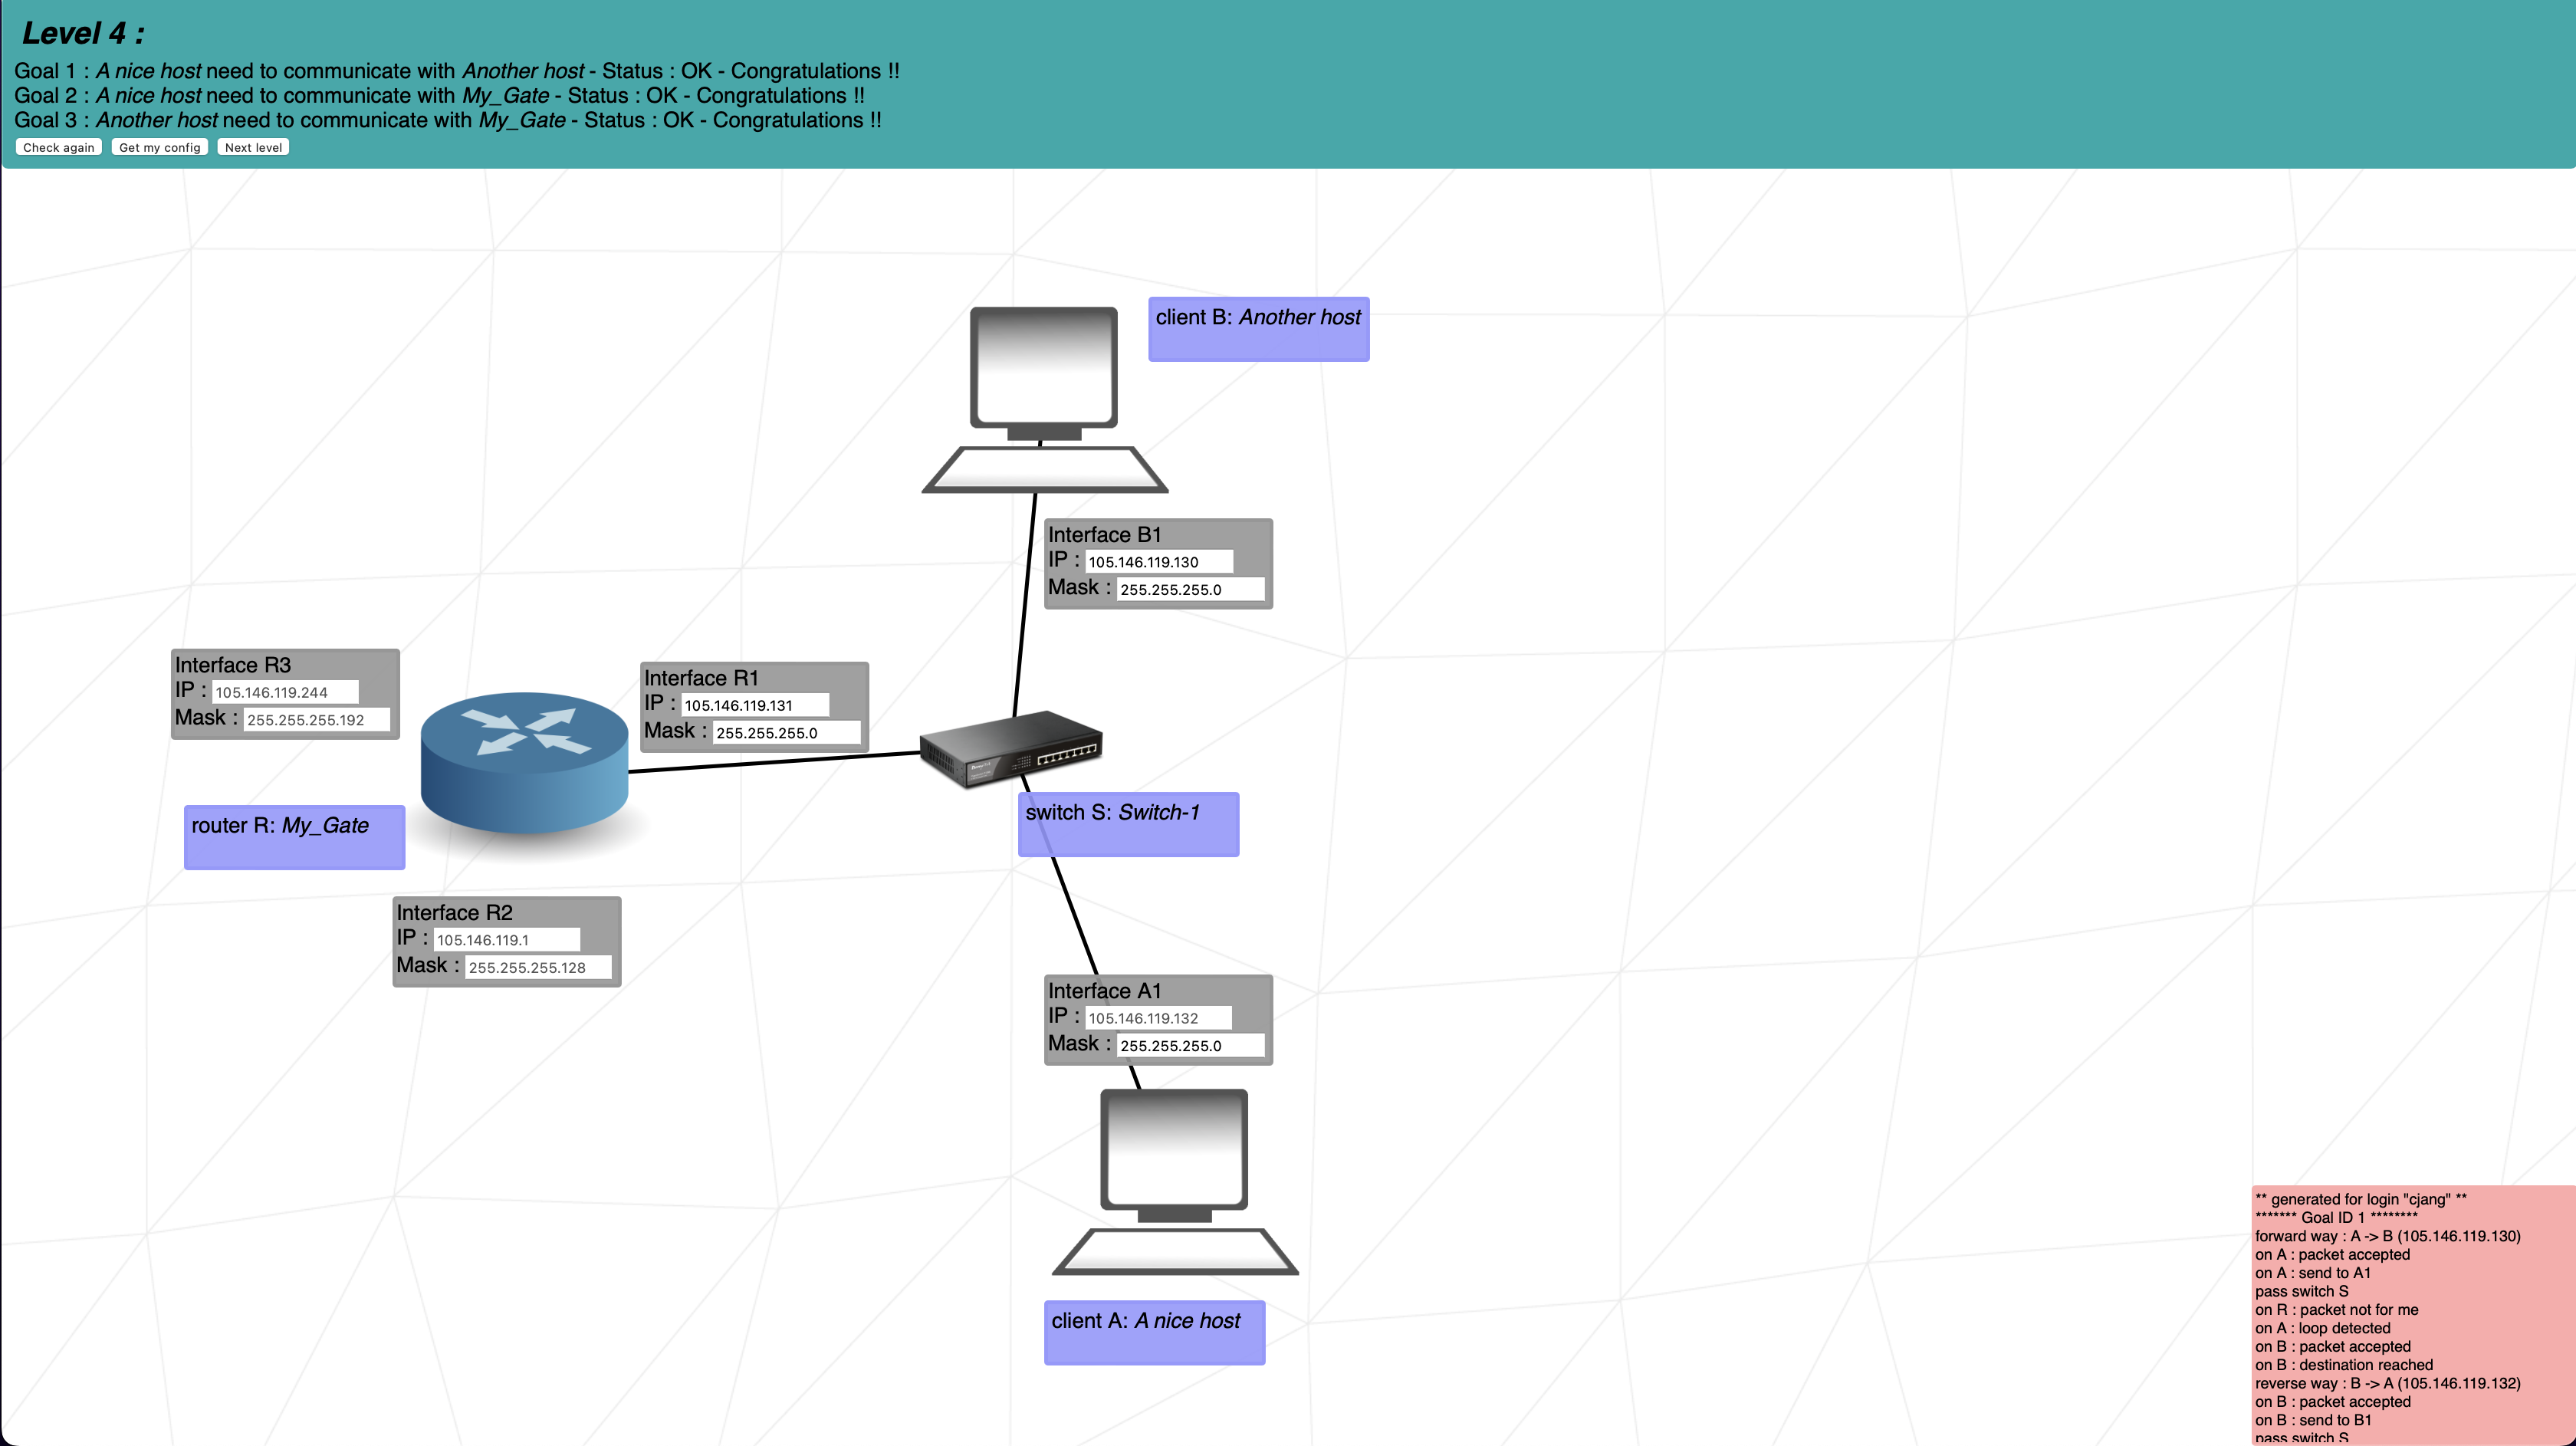 Level 4 :
Goal 1 : A nice host need to communicate with Another host - Status : OK - Congratulations !!
Goal 2 : A nice host need to communicate with My_Gate - Status : OK - Congratulations !!
Goal 3 : Another host need to communicate with My_Gate - Status : OK - Congratulations !!
Check again Get my config Next level
client B: Another host
Interface B1
IP : 105.146.119.130
Mask : 255.255.255.0
Interface R3
IP : 105.146.119.244
Mask : 255.255.255.192
Interface R1
IP : 105.146.119.131
Mask : 255.255.255.0
router R: My_Gate
switch S: Switch-1
Interface R2
IP : 105.146.119.1
Mask : 255.255.255.128
Interface A1
IP : 105.146.119.132
Mask : 255.255.255.0
client A: A nice host
** generated for login "cjang" **
******* Goal ID 1 ********
forward way : A -> B (105.146.119.130)
on A : packet accepted
on A : send to A1
pass switch S
on R : packet not for me
on A : loop detected
on B : packet accepted
on B : destination reached
reverse way : B -> A (105.146.119.132)
on B : packet accepted
on B : send to B1
pass switch S